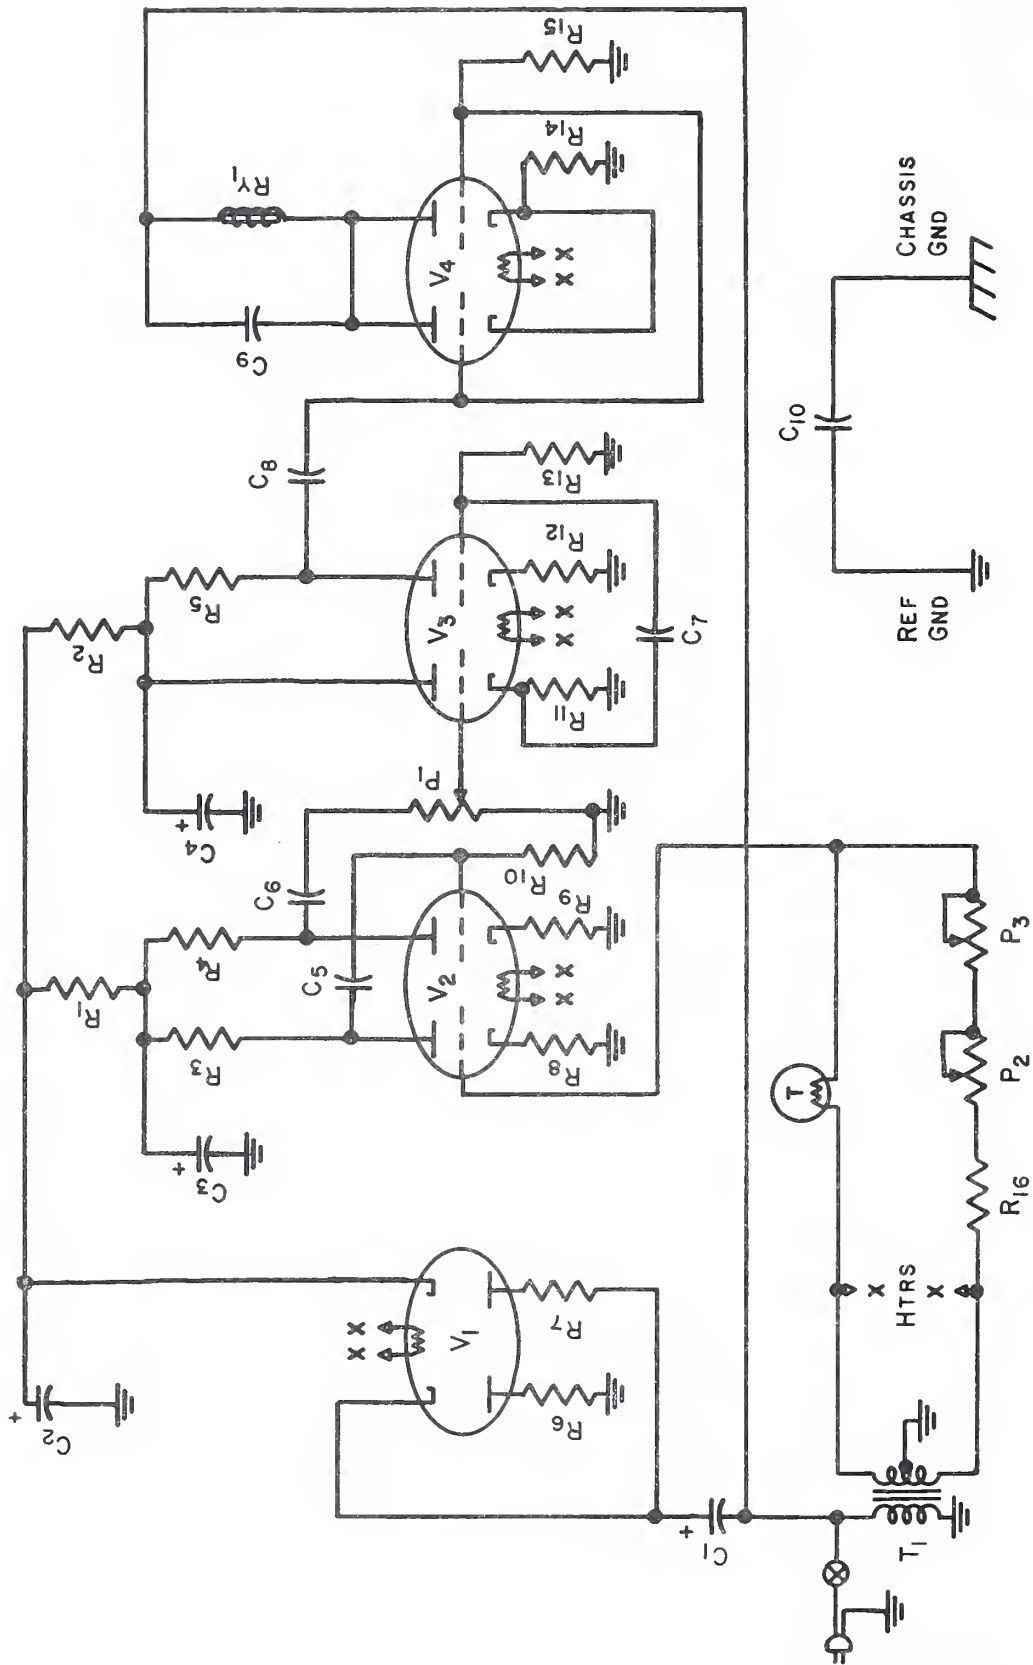 C2
+
R1
R2
C3
+
R3
R4
C4
+
R5
C9
RY1
C5
C6
C8
P1
X X
V1
V2
V3
V4
R6
R7
R8
X X
R9
R10
R11
X X
R12
R13
X X
R14
R15
C7
C1
+
T1
T
HTRS
X
X
R16
P2
P3
C10
REF
GND
CHASSIS
GND